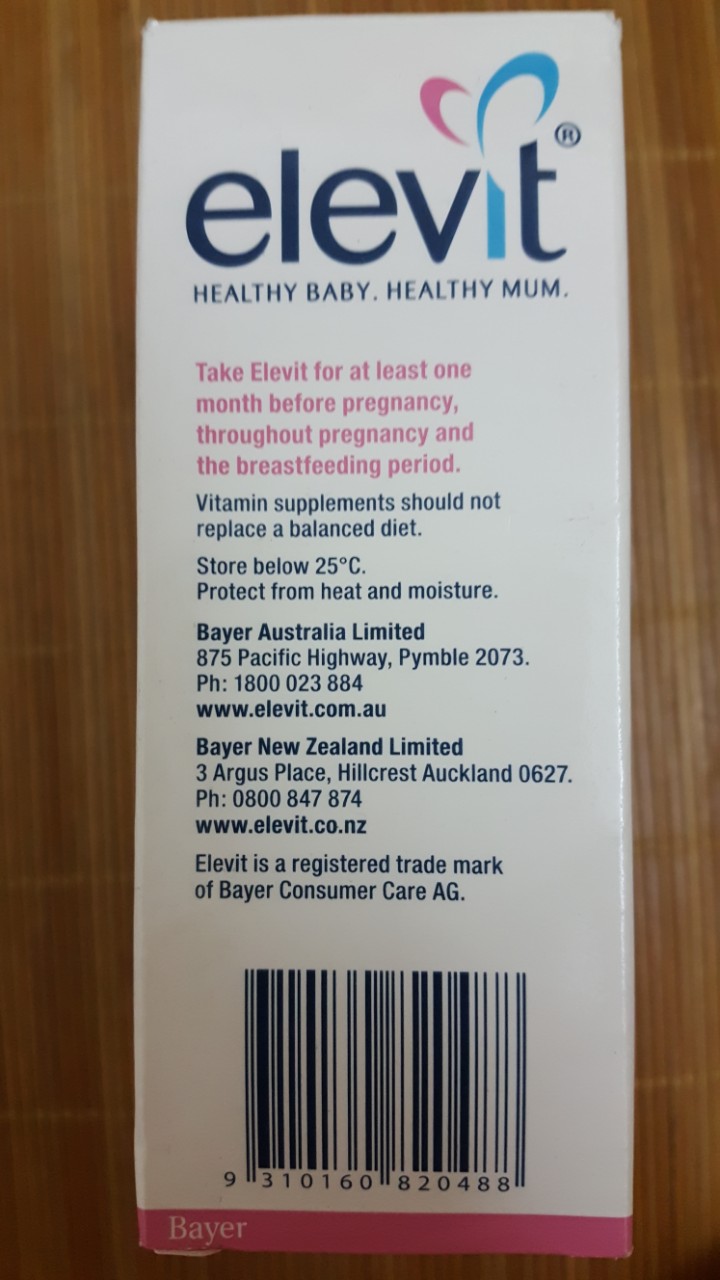 elevit®
HEALTHY BABY. HEALTHY MUM.
Take Elevit for at least one
month before pregnancy,
throughout pregnancy and
the breastfeeding period.
Vitamin supplements should not
replace a balanced diet.
Store below 25°C.
Protect from heat and moisture.
Bayer Australia Limited
875 Pacific Highway, Pymble 2073.
Ph: 1800 023 884
www.elevit.com.au
Bayer New Zealand Limited
3 Argus Place, Hillcrest Auckland 0627.
Ph: 0800 847 874
www.elevit.co.nz
Elevit is a registered trade mark
of Bayer Consumer Care AG.
9 310160 820488
Bayer